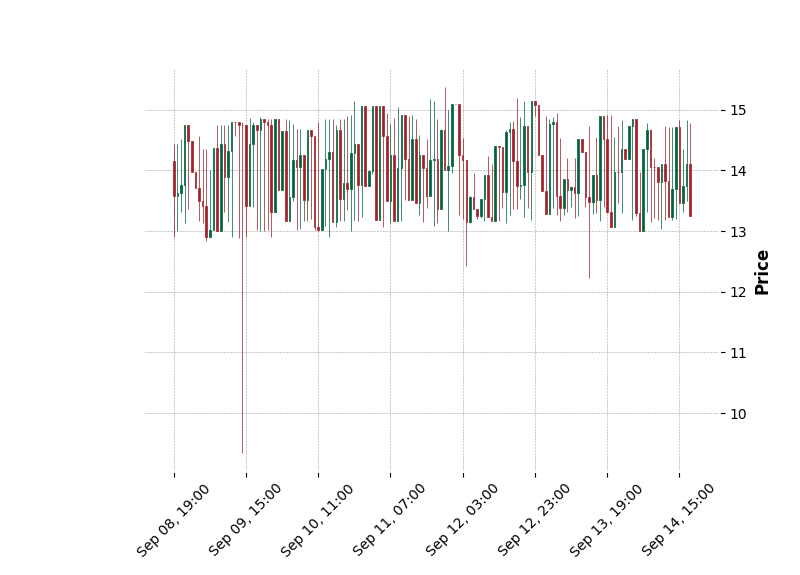 15
14
13
12
11
10
Price
Sep 08, 19:00
Sep 09, 15:00
Sep 10, 11:00
Sep 11, 07:00
Sep 12, 03:00
Sep 12, 23:00
Sep 13, 19:00
Sep 14, 15:00